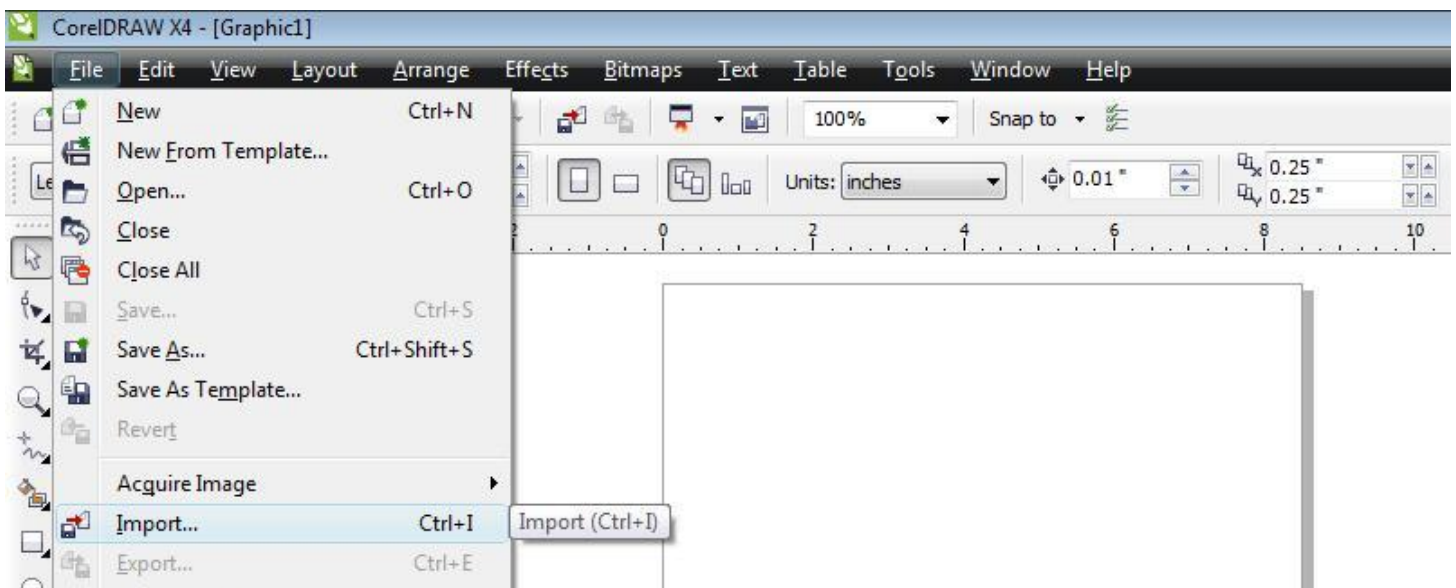 CorelDRAW X4 - [Graphic1]
File Edit View Layout Arrange Effects Bitmaps Text Table Tools Window Help
New Ctrl+N
100% Snap to
New From Template...
Le
Units: inches
0.01 "
0.25 "
0.25 "
Open... Ctrl+O
Close
2 0 2 4 6 8 10
Close All
Save... Ctrl+S
Save As... Ctrl+Shift+S
Save As Template...
Revert
Acquire Image
Import... Ctrl+I
Import (Ctrl+I)
Export... Ctrl+E